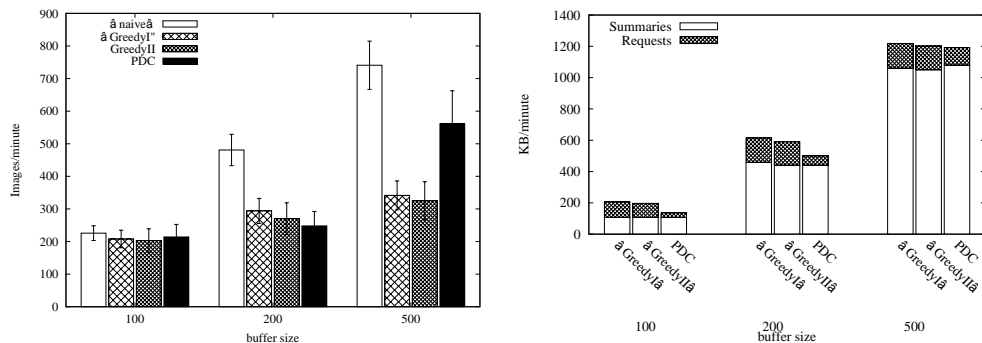 900
800
700
600
500
400
300
200
100
0
Images/minute
â naiveâ
â GreedyI"
GreedyII
PDC
100 200 500
buffer size
1400
1200
1000
800
600
400
200
0
KB/minute
Summaries
Requests
â GreedyIâ
â GreedyIIâ
PDC
â GreedyIâ
â GreedyIIâ
PDC
â GreedyIâ
â GreedyIIâ
PDC
100 200 500
buffer size